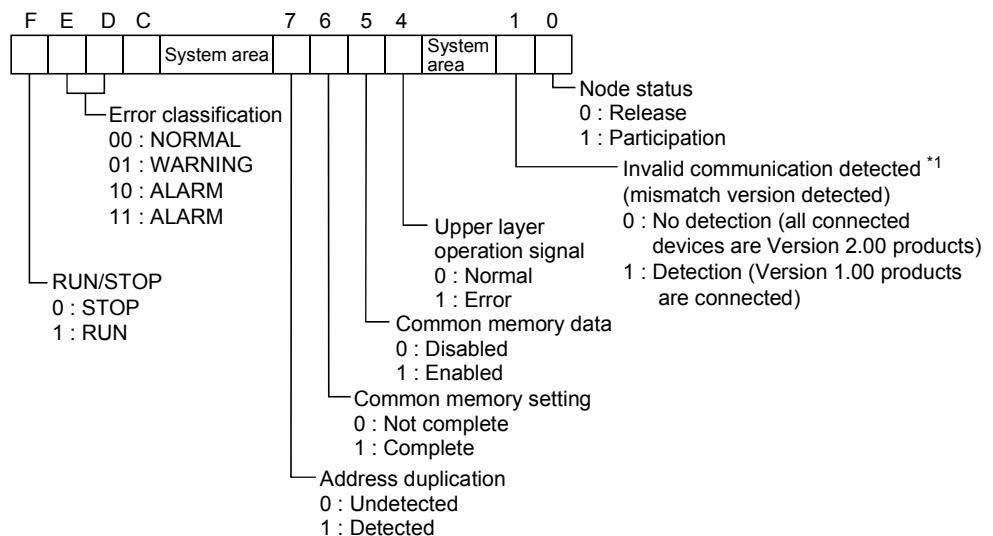 F E D C 7 6 5 4 1 0
System area
System
area
Node status
0 : Release
1 : Participation
Error classification
00 : NORMAL
01 : WARNING
10 : ALARM
11 : ALARM
Invalid communication detected *1
(mismatch version detected)
0 : No detection (all connected
devices are Version 2.00 products)
1 : Detection (Version 1.00 products
are connected)
Upper layer
operation signal
0 : Normal
1 : Error
RUN/STOP
0 : STOP
1 : RUN
Common memory data
0 : Disabled
1 : Enabled
Common memory setting
0 : Not complete
1 : Complete
Address duplication
0 : Undetected
1 : Detected